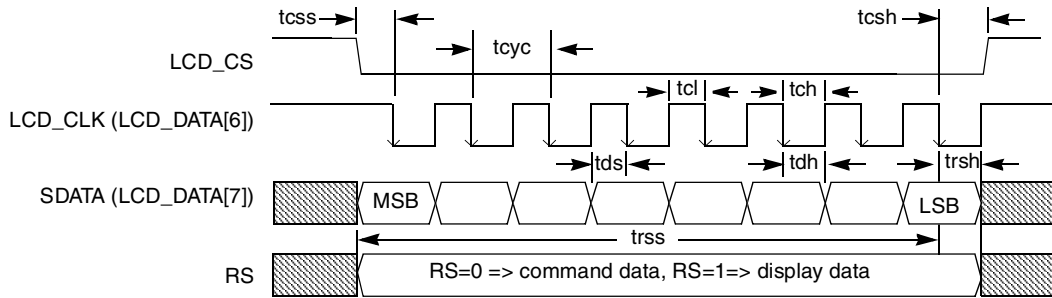 tcss
tcsh
tcyc
LCD_CS
tcl
tch
LCD_CLK (LCD_DATA[6])
tds
tdh
trsh
SDATA (LCD_DATA[7])
MSB
LSB
trss
RS
RS=0 => command data, RS=1=> display data